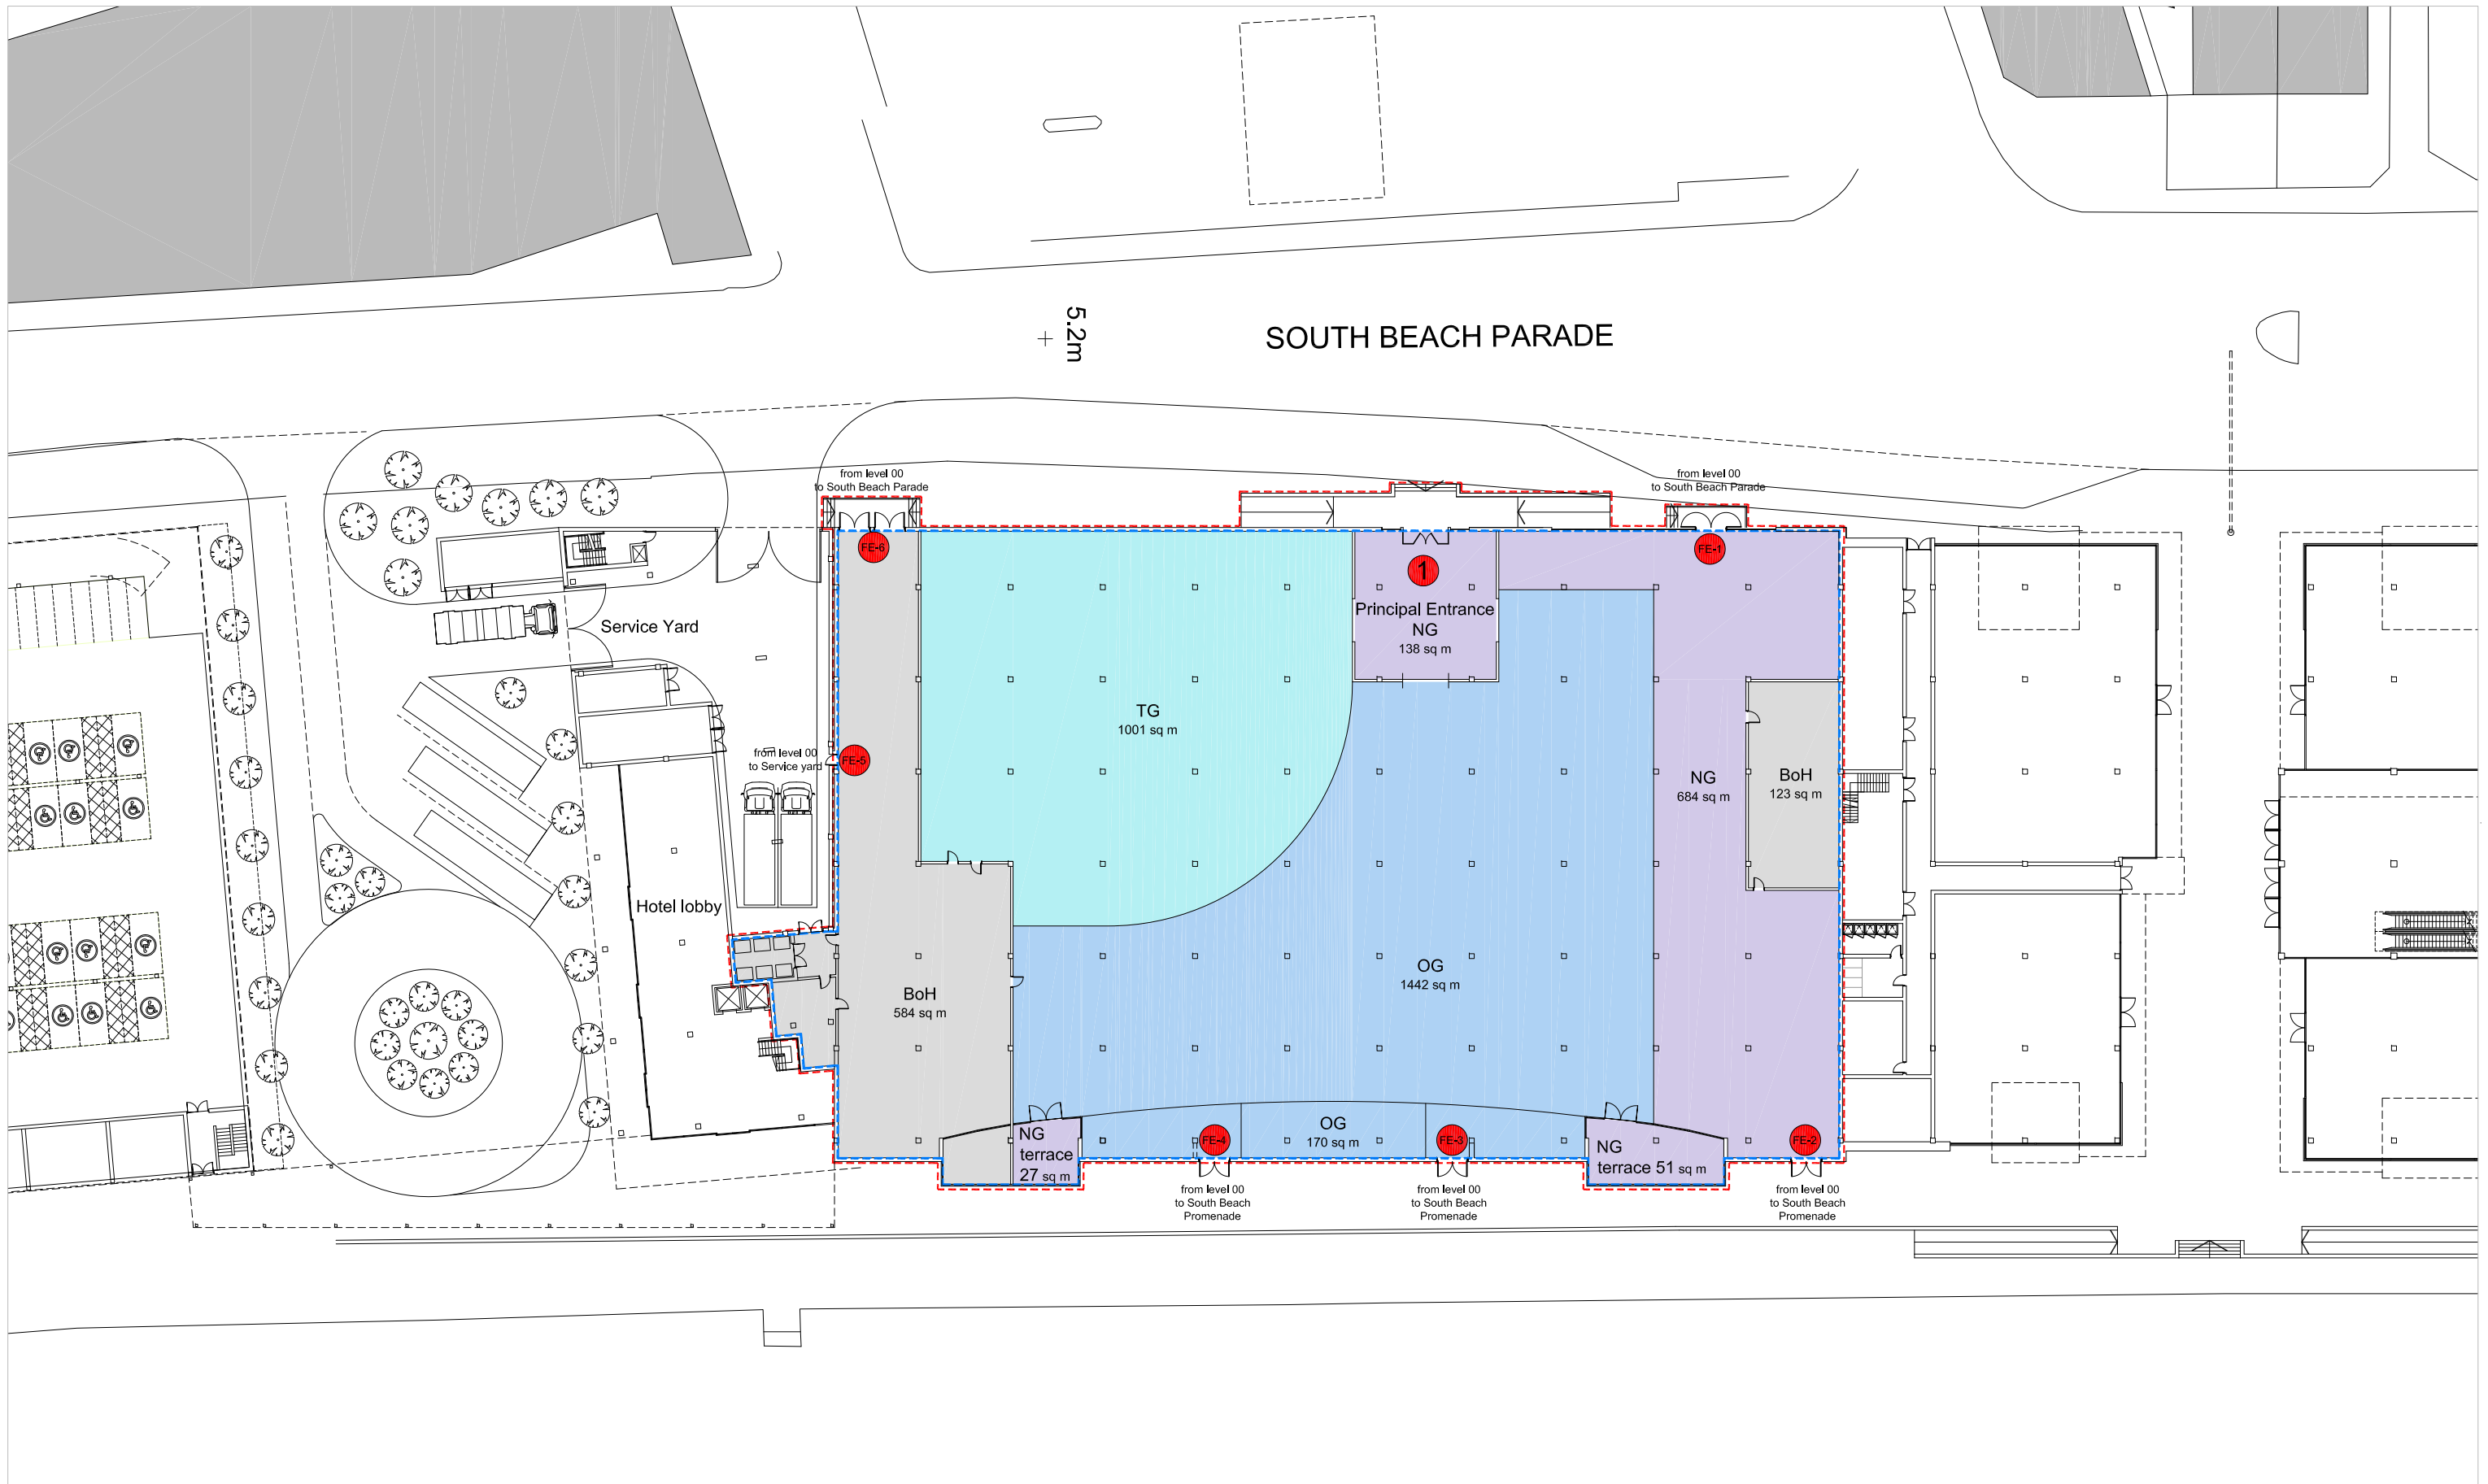 5.2m
SOUTH BEACH PARADE
from level 00
to South Beach Parade
from level 00
to South Beach Parade
FE-6
FE-1
1
Principal Entrance
NG
138 sq m
Service Yard
TG
1001 sq m
from level 00
to Service yard
FE-5
NG
684 sq m
BoH
123 sq m
Hotel lobby
OG
1442 sq m
BoH
584 sq m
NG
terrace
27 sq m
FE-4
OG
170 sq m
FE-3
NG
terrace 51 sq m
FE-2
from level 00
to South Beach
Promenade
from level 00
to South Beach
Promenade
from level 00
to South Beach
Promenade